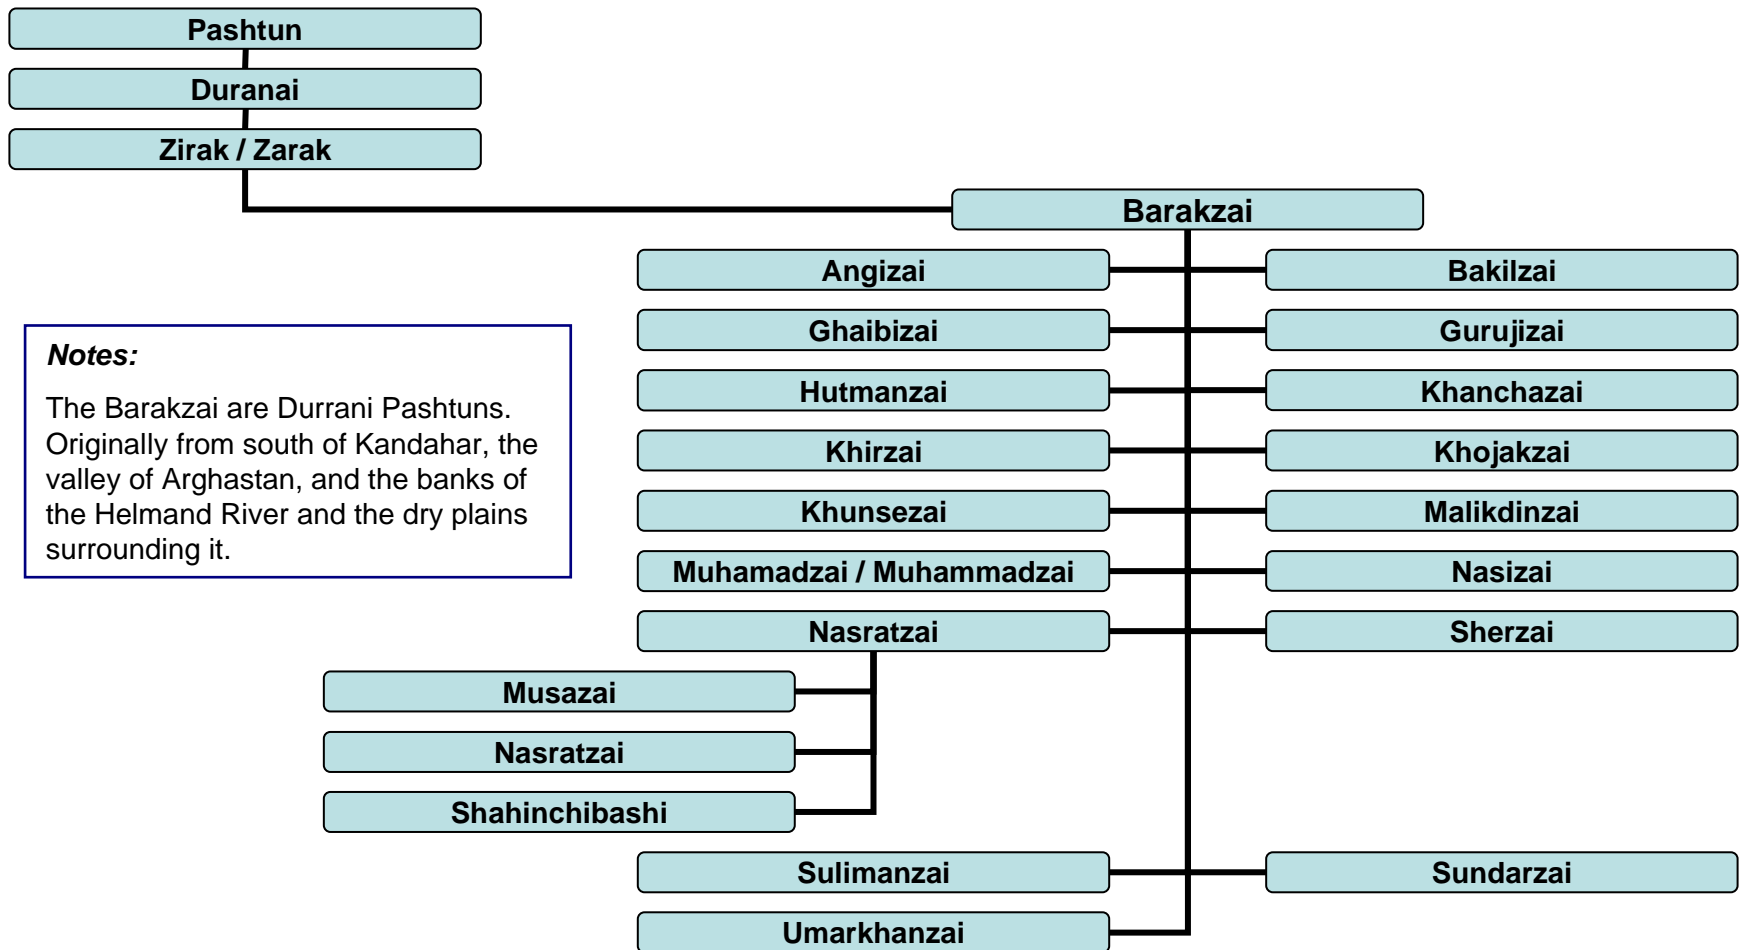 Pashtun
Duranai
Zirak / Zarak
Barakzai
Angizai
Bakilzai
Ghaibizai
Gurujizai
Hutmanzai
Khanchazai
Khirzai
Khojakzai
Khunsezai
Malikdinzai
Muhamadzai / Muhammadzai
Nasizai
Nasratzai
Sherzai
Musazai
Nasratzai
Shahinchibashi
Sulimanzai
Sundarzai
Umarkhanzai
Notes:
The Barakzai are Durrani Pashtuns.
Originally from south of Kandahar, the
valley of Arghastan, and the banks of
the Helmand River and the dry plains
surrounding it.